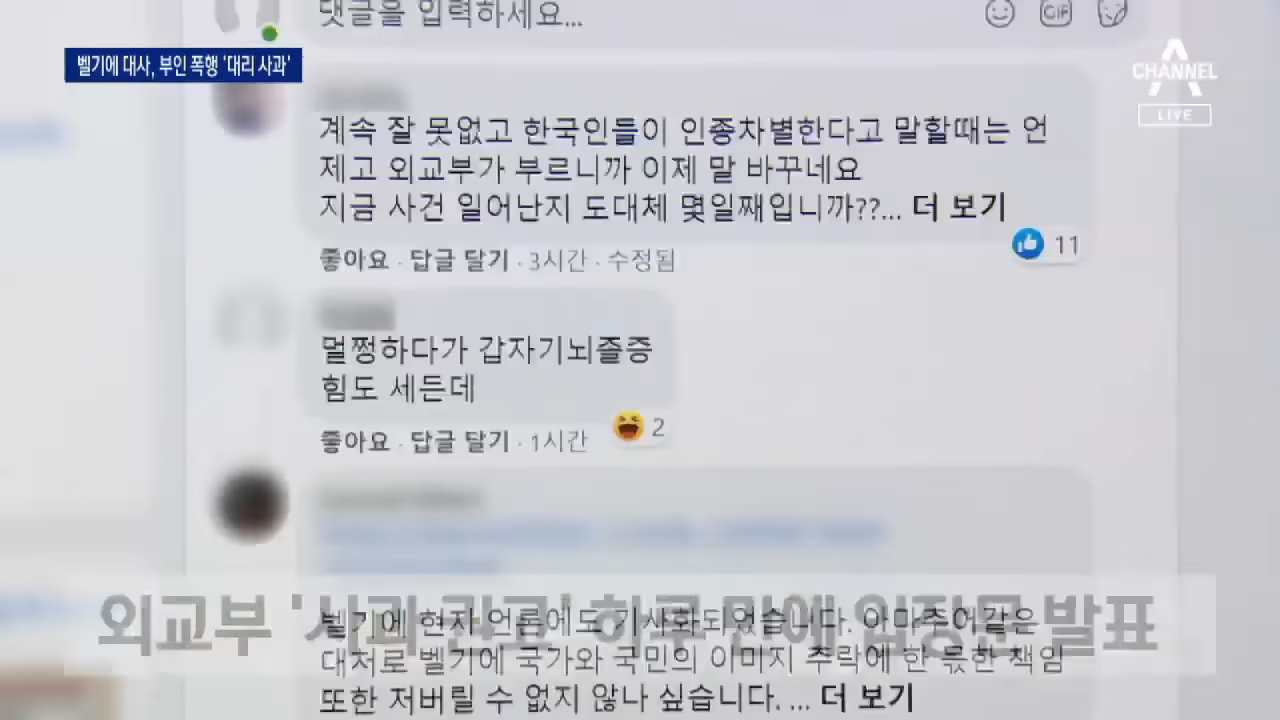 댓글을 입력하세요...
벨기에 대사, 부인 폭행 '대리 사과'
CHANNEL
LIVE
계속 잘 못없고 한국인들이 인종차별한다고 말할때는 언
제고 외교부가 부르니까 이제 말 바꾸네요
지금 사건 일어난지 도대체 몇일째입니까??... 더 보기
11
좋아요 · 답글 달기 · 3시간 · 수정됨
멀쩡하다가 갑자기뇌즐증
힘도 세든데
2
좋아요 · 답글 달기 · 1시간
벨기에 현지 언론에도 기사화되었습니다. 아마추어같은
외교부 '사과 권고' 하루 만에 입장문 발표
대처로 벨기에 국가와 국민의 이미지 추락에 한 몫한 책임
또한 저버릴 수 없지 않나 싶습니다. ... 더 보기